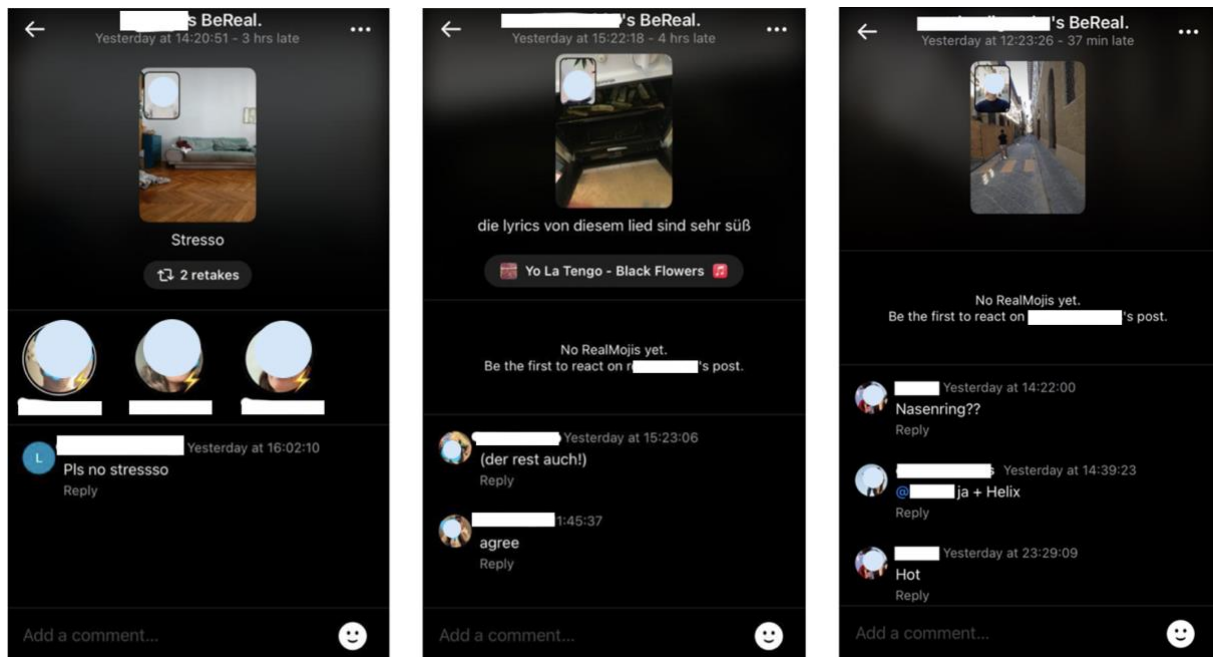 's BeReal.
Yesterday at 14:20:51 - 3 hrs late
Stresso
2 retakes
L
Yesterday at 16:02:10
Pls no stressso
Reply
Add a comment...
's BeReal.
Yesterday at 15:22:18 - 4 hrs late
die lyrics von diesem lied sind sehr süß
Yo La Tengo - Black Flowers
No RealMojis yet.
Be the first to react on 's post.
Yesterday at 15:23:06
(der rest auch!)
Reply
1:45:37
agree
Reply
Add a comment...
's BeReal.
Yesterday at 12:23:26 - 37 min late
No RealMojis yet.
Be the first to react on 's post.
Yesterday at 14:22:00
Nasenring??
Reply
Yesterday at 14:39:23
@ ja + Helix
Reply
Yesterday at 23:29:09
Hot
Reply
Add a comment...